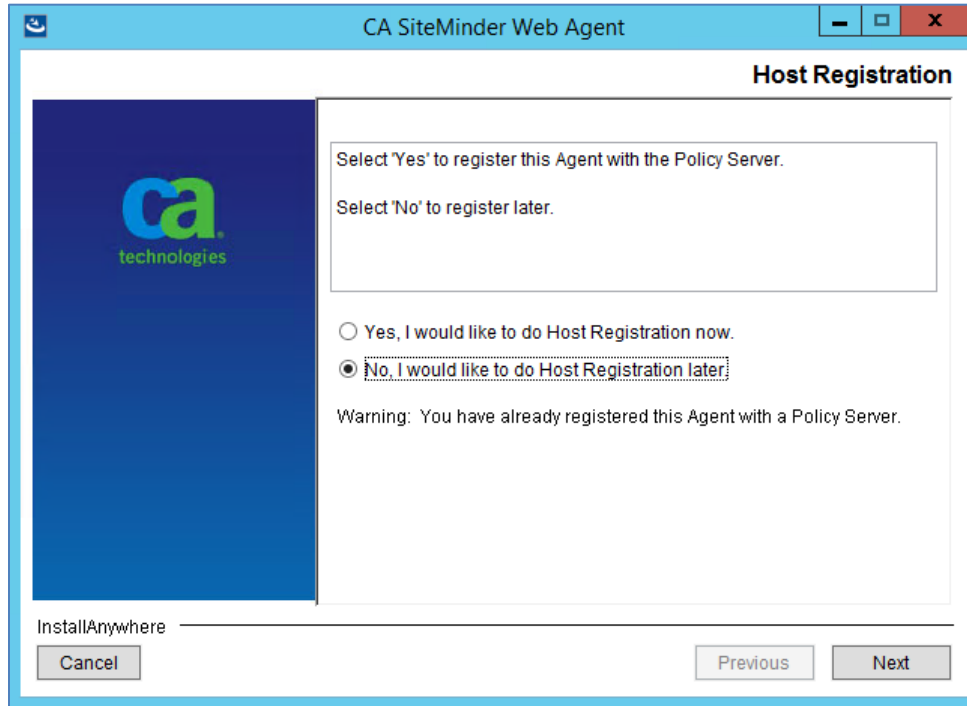 CA SiteMinder Web Agent
Host Registration
ca
technologies
Select 'Yes' to register this Agent with the Policy Server.
Select 'No' to register later.
Yes, I would like to do Host Registration now.
No, I would like to do Host Registration later.
Warning: You have already registered this Agent with a Policy Server.
InstallAnywhere
Cancel
Previous
Next